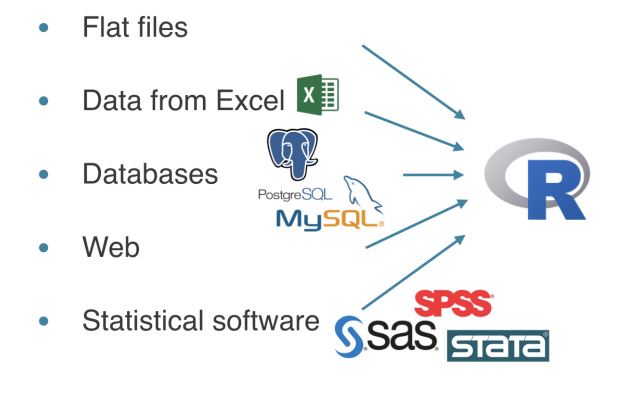 Flat files
Data from Excel X
Databases
PostgreSQL
MySQL®
R
Web
Statistical software
SPSS®
sas®
STATA®